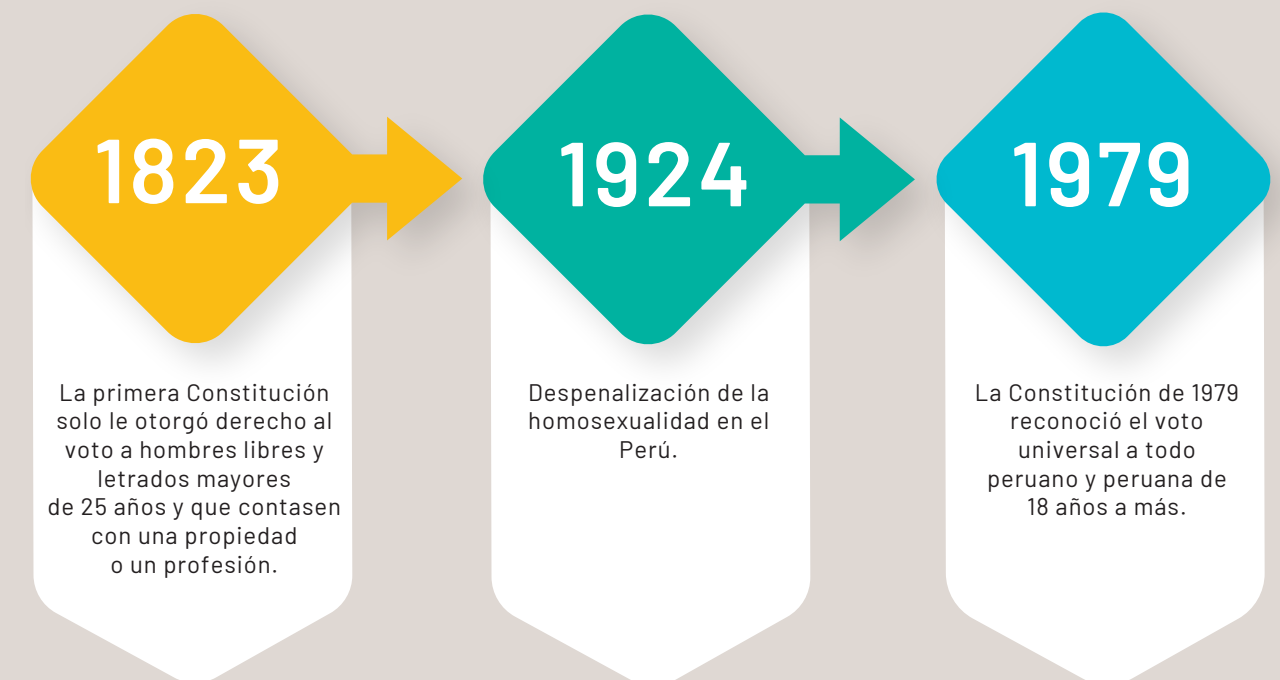 1823
La primera Constitución
solo le otorgó derecho al
voto a hombres libres y
letrados mayores
de 25 años y que contasen
con una propiedad
o un profesión.
1924
Despenalización de la
homosexualidad en el
Perú.
1979
La Constitución de 1979
reconoció el voto
universal a todo
peruano y peruana de
18 años a más.